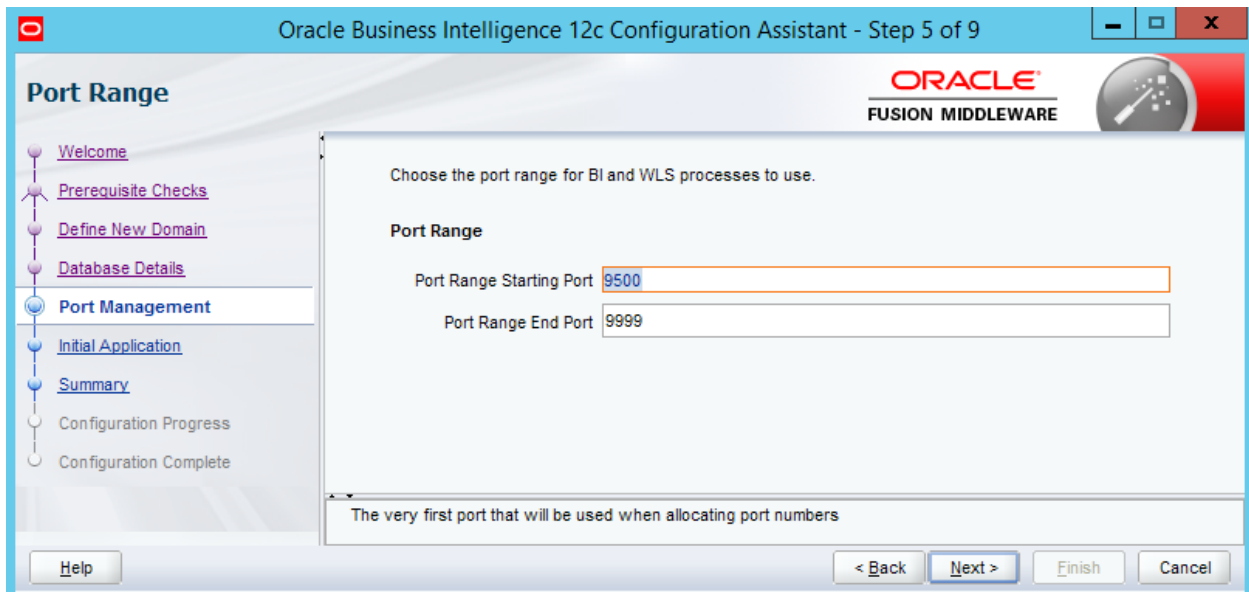 Oracle Business Intelligence 12c Configuration Assistant - Step 5 of 9
Port Range
ORACLE
FUSION MIDDLEWARE
Welcome
Prerequisite Checks
Define New Domain
Database Details
Port Management
Initial Application
Summary
Configuration Progress
Configuration Complete
Choose the port range for BI and WLS processes to use.
Port Range
Port Range Starting Port 9500
Port Range End Port 9999
The very first port that will be used when allocating port numbers
Help < Back Next > Finish Cancel